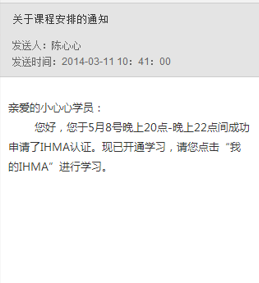 关于课程安排的通知
发送人：陈心心
发送时间：2014-03-11 10：41：00
亲爱的小心心学员：
您好，您于5月8号晚上20点-晚上22点间成功
申请了IHMA认证。现已开通学习，请您点击“我
的IHMA”进行学习。